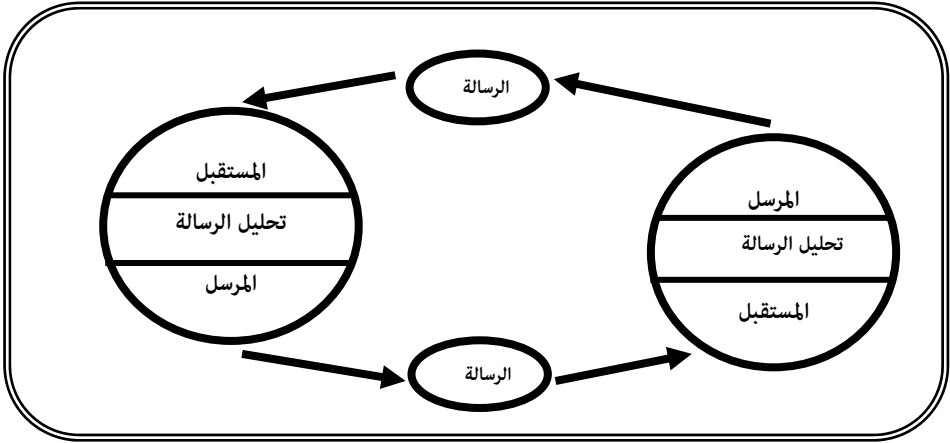 الرسالة
المرسل
تحليل الرسالة
المستقبل
المستقبل
تحليل الرسالة
المرسل
الرسالة